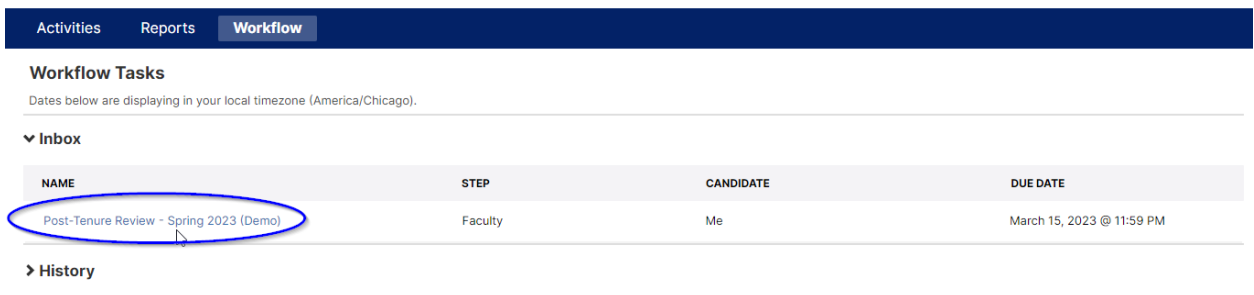 Activities Reports Workflow
Workflow Tasks
Dates below are displaying in your local timezone (America/Chicago).
Inbox
NAME STEP CANDIDATE DUE DATE
Post-Tenure Review - Spring 2023 (Demo) Faculty Me March 15, 2023 @ 11:59 PM
History